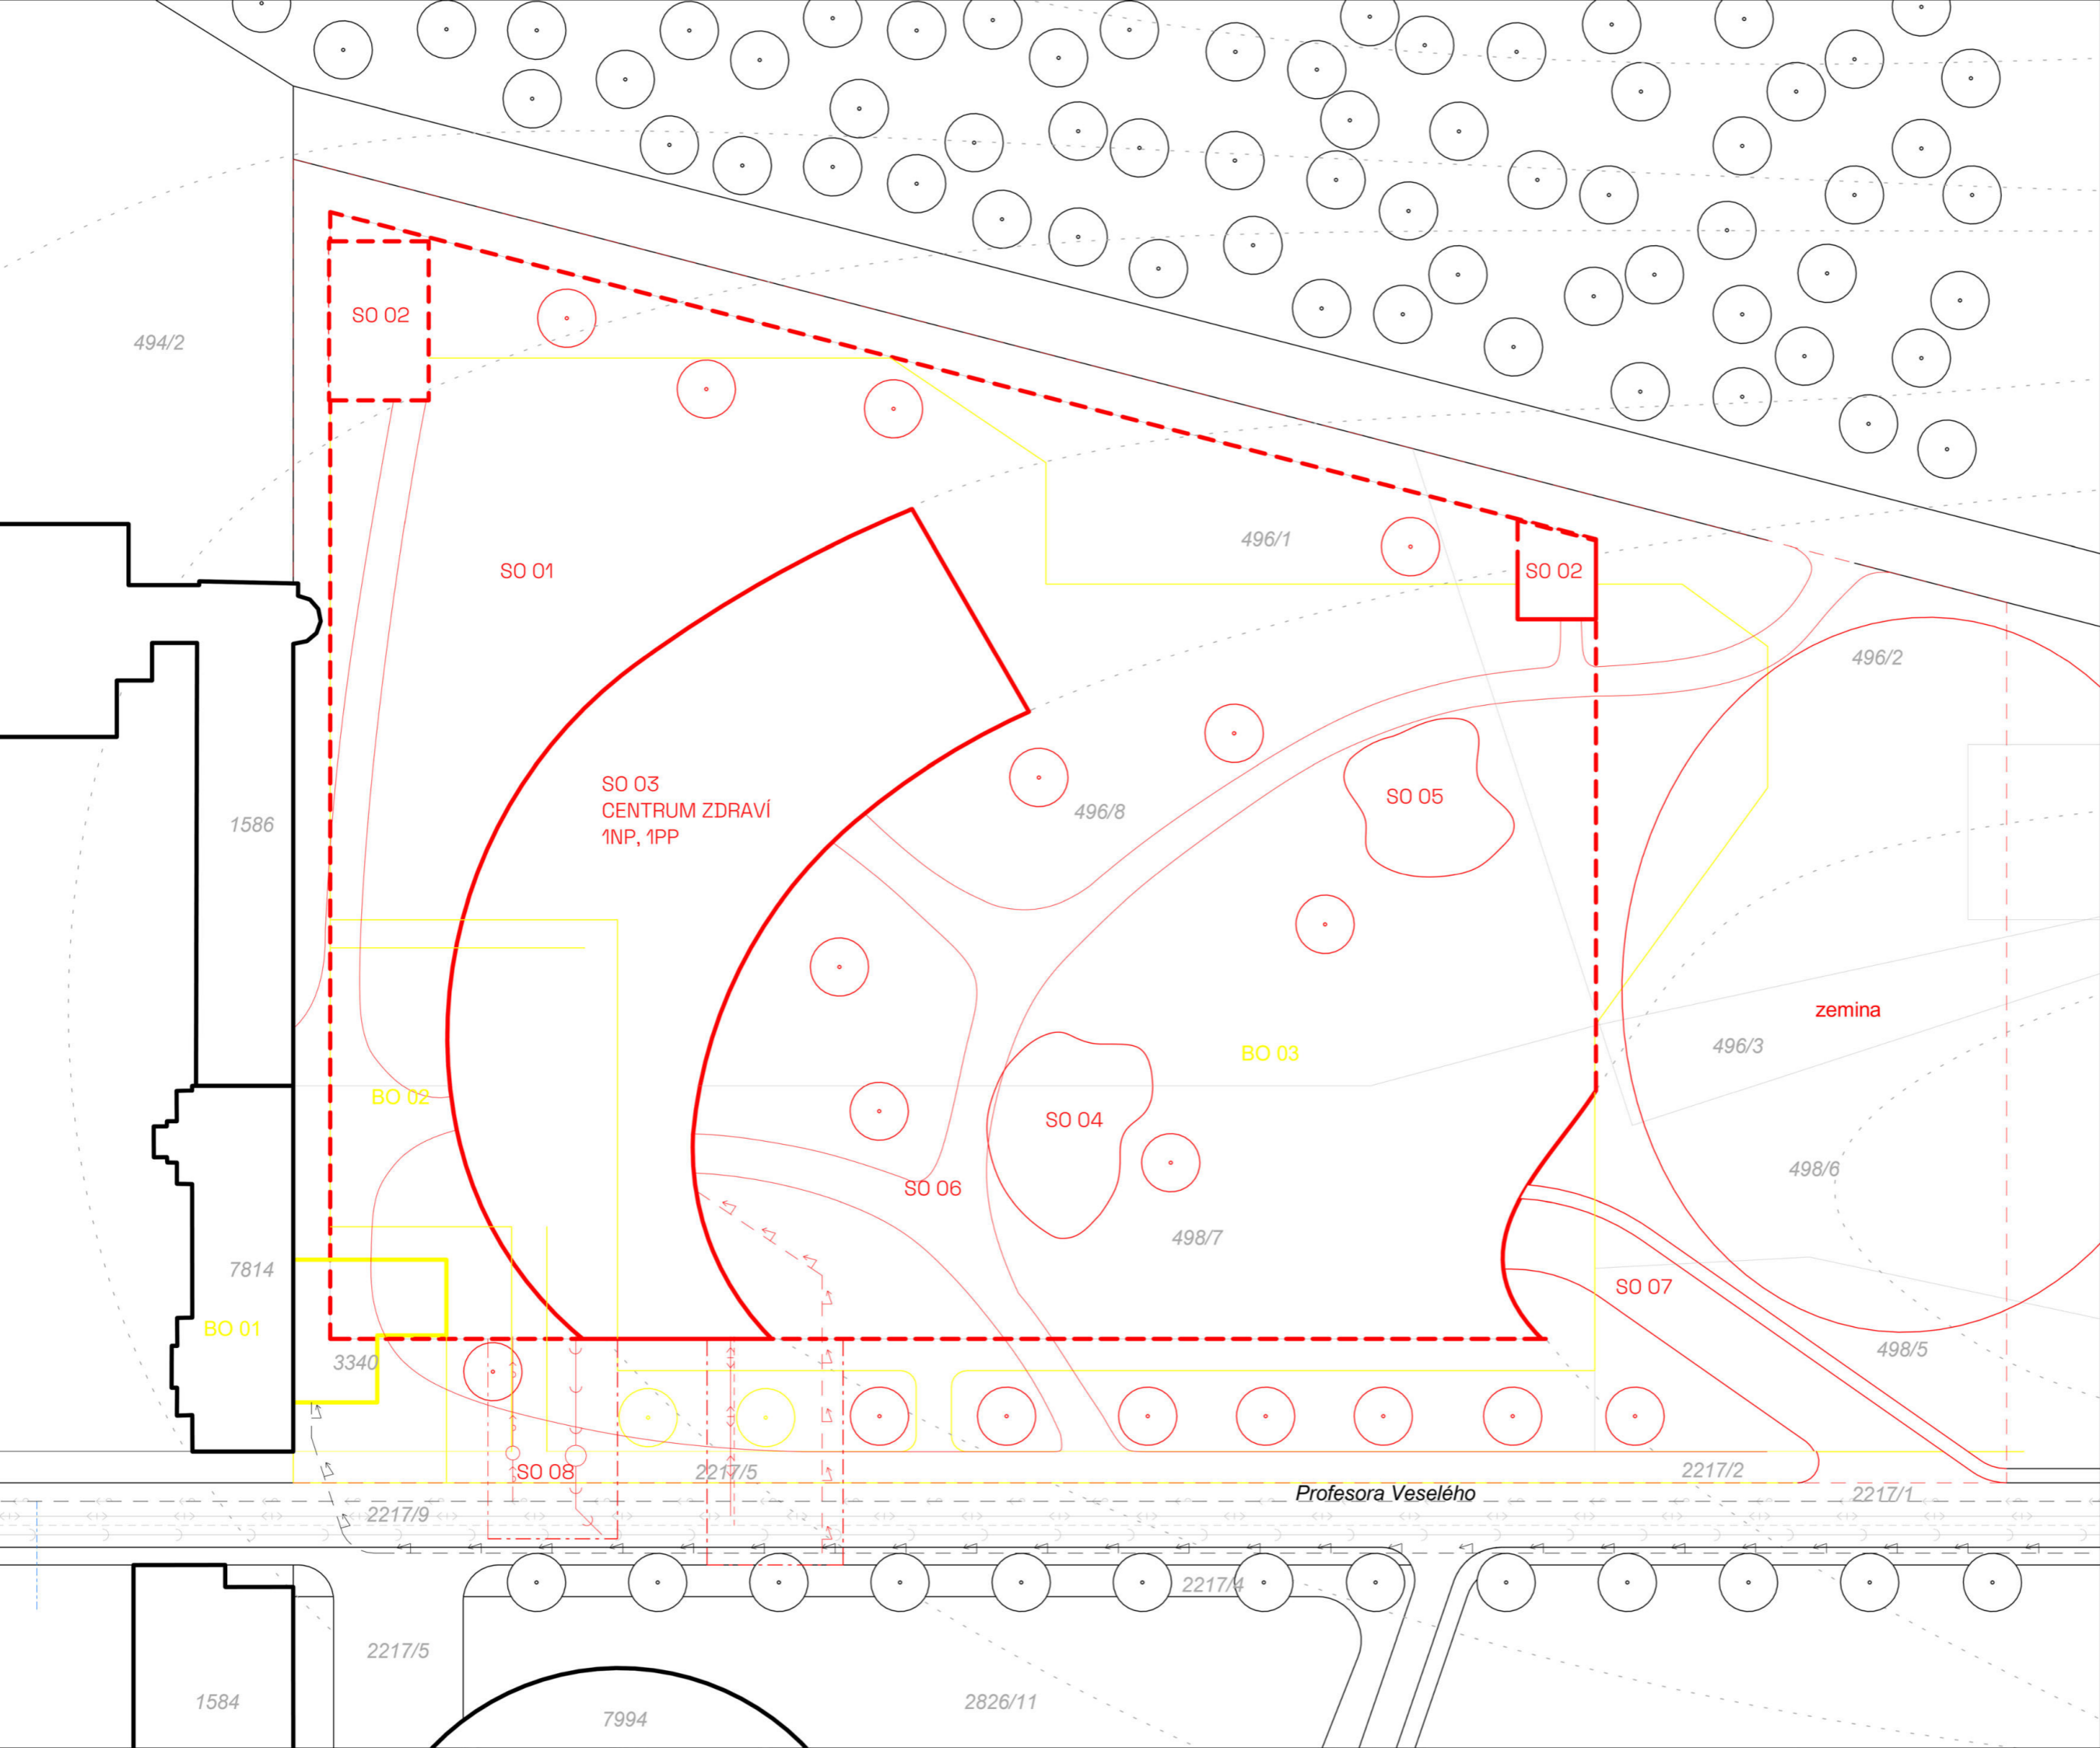 SO 02
494/2
496/1
SO 01
SO 02
496/2
SO 03
CENTRUM ZDRAVÍ
1NP, 1PP
SO 05
496/8
1586
zemina
BO 03
496/3
BO 02
SO 04
498/6
SO 06
498/7
7814
SO 07
BO 01
3340
498/5
SO 08
2217/5
2217/2
Profesora Veselého
2217/1
2217/9
2217/4
2217/5
1584
2826/11
7994